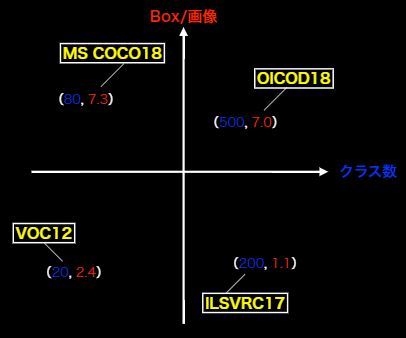 Box/画像
MS COCO18
(80, 7.3)
OICOD18
(500, 7.0)
クラス数
VOC12
(20, 2.4)
(200, 1.1)
ILSVRC17